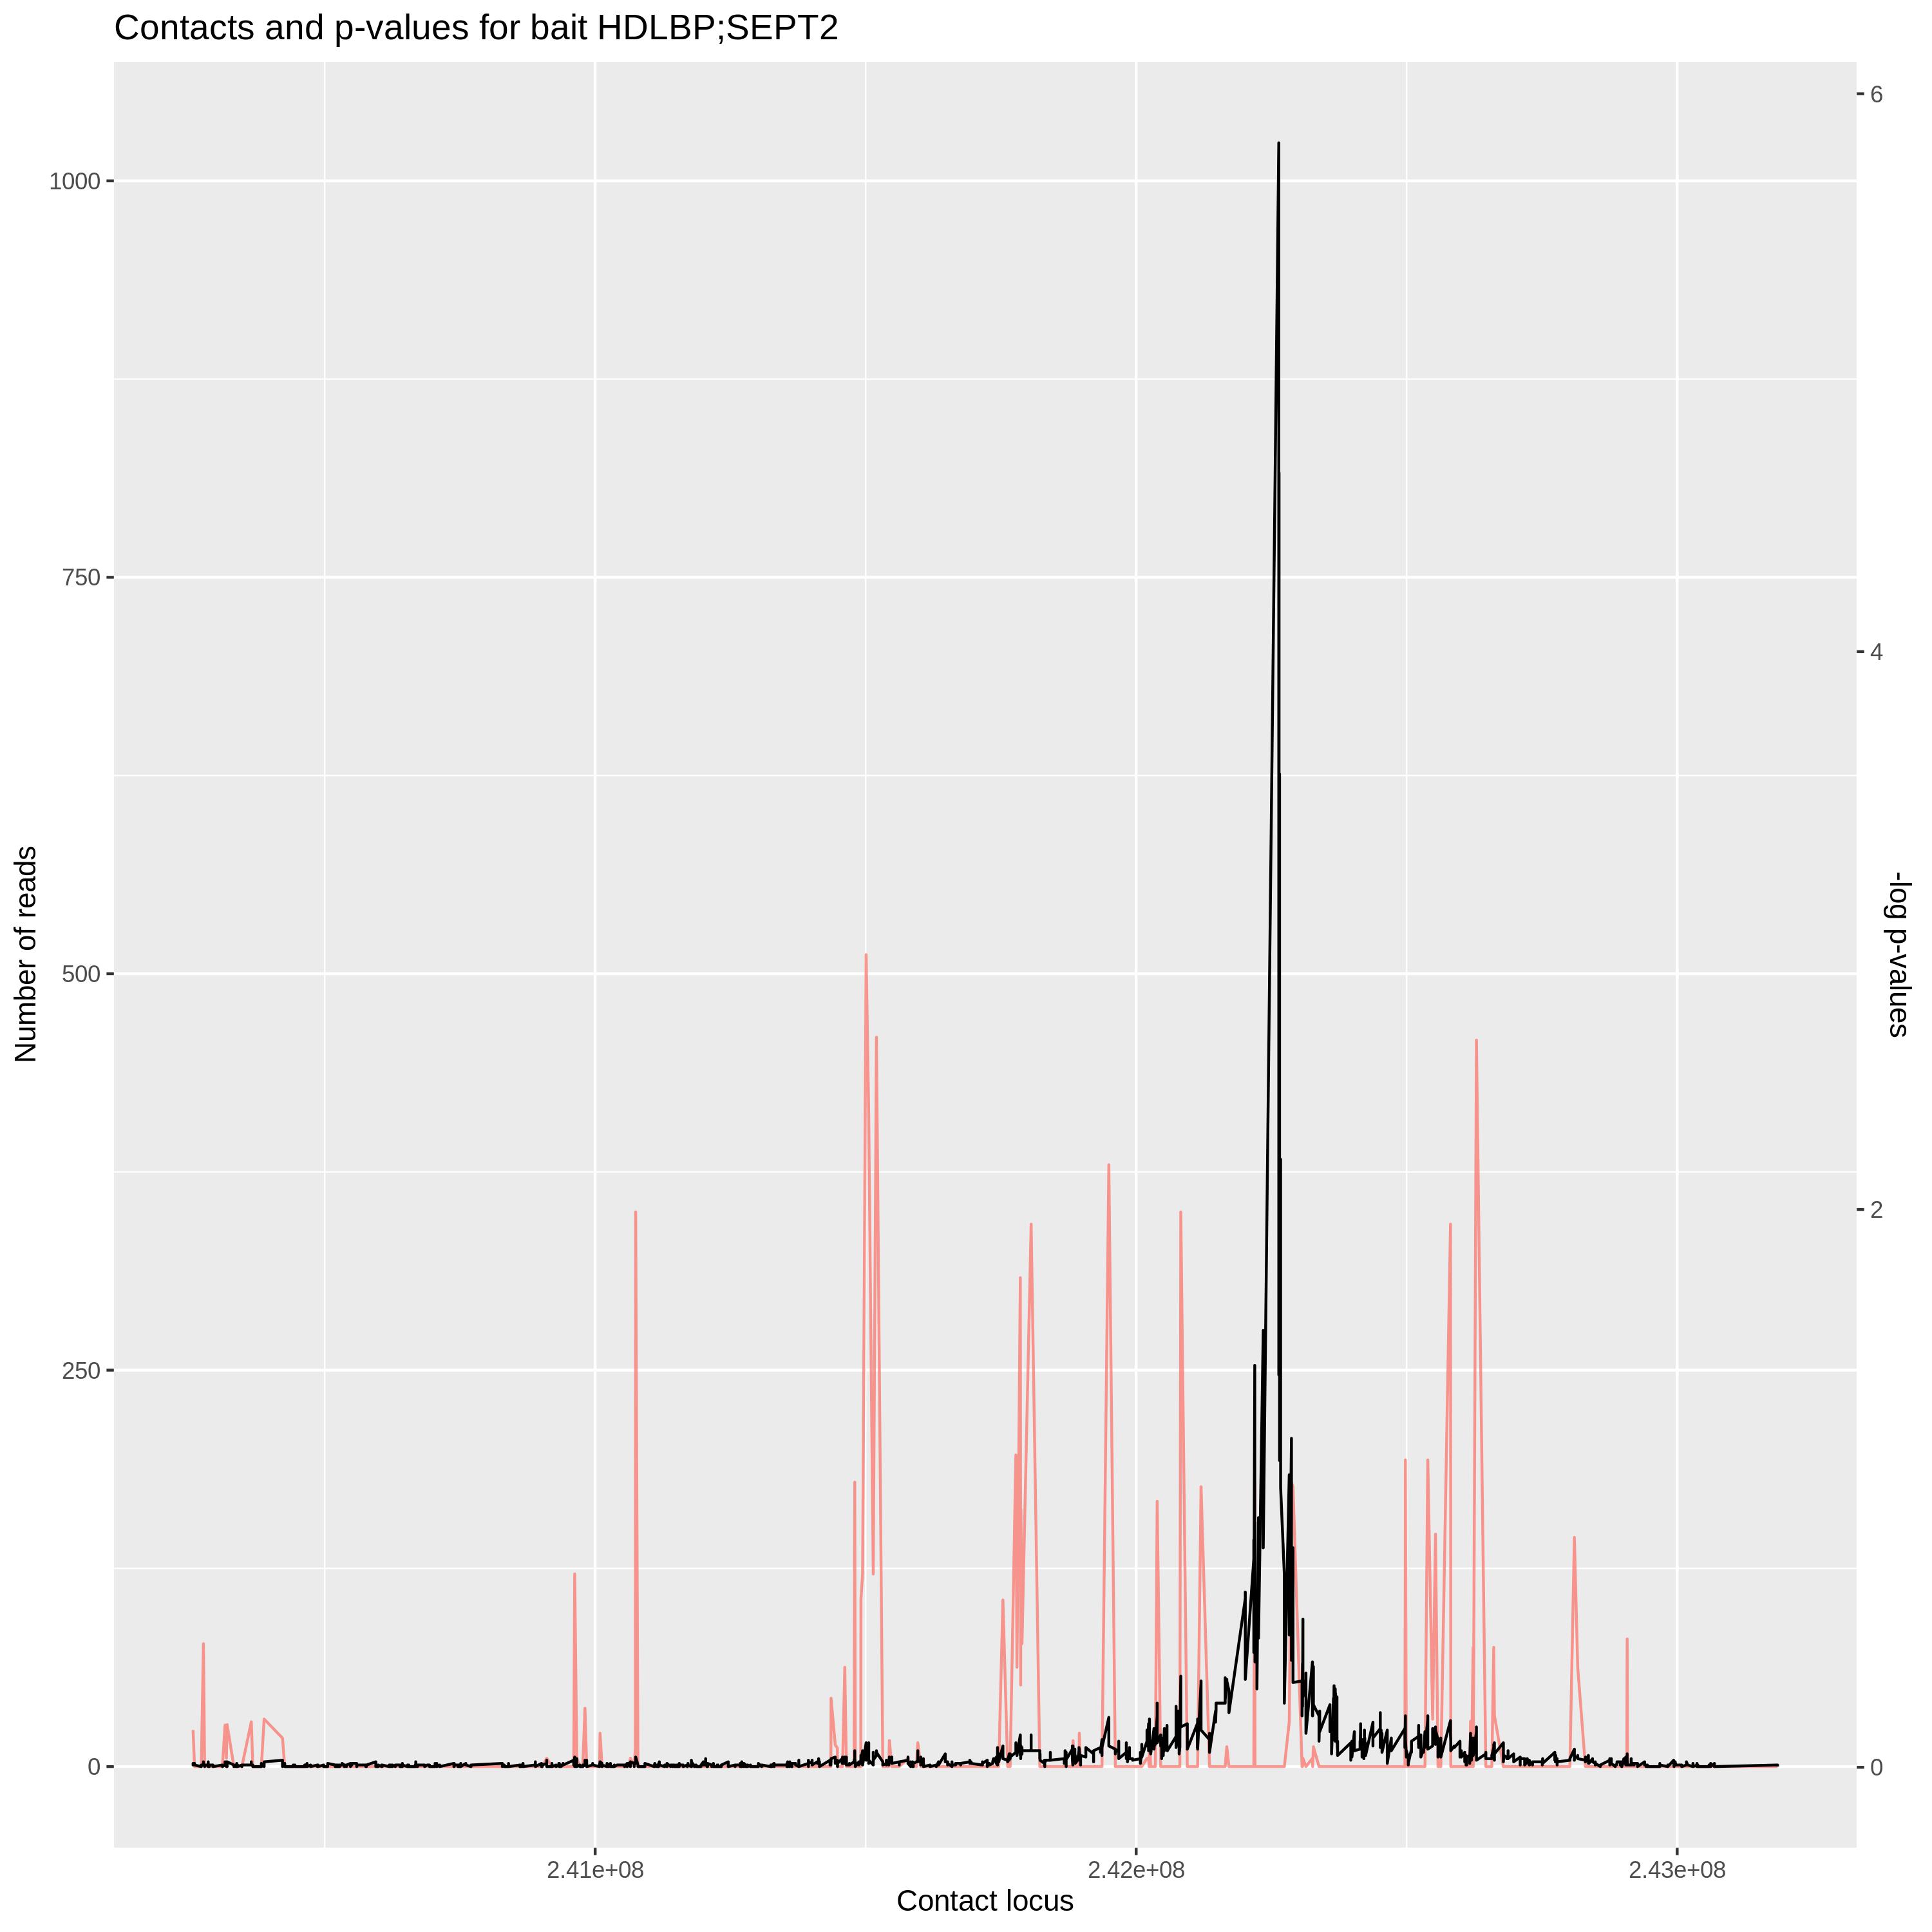 Contacts and p-values for bait HDLBP;SEPT2
1000
750
500
250
0
Number of reads
6
4
2
0
-log p-values
2.41e+08
2.42e+08
2.43e+08
Contact locus